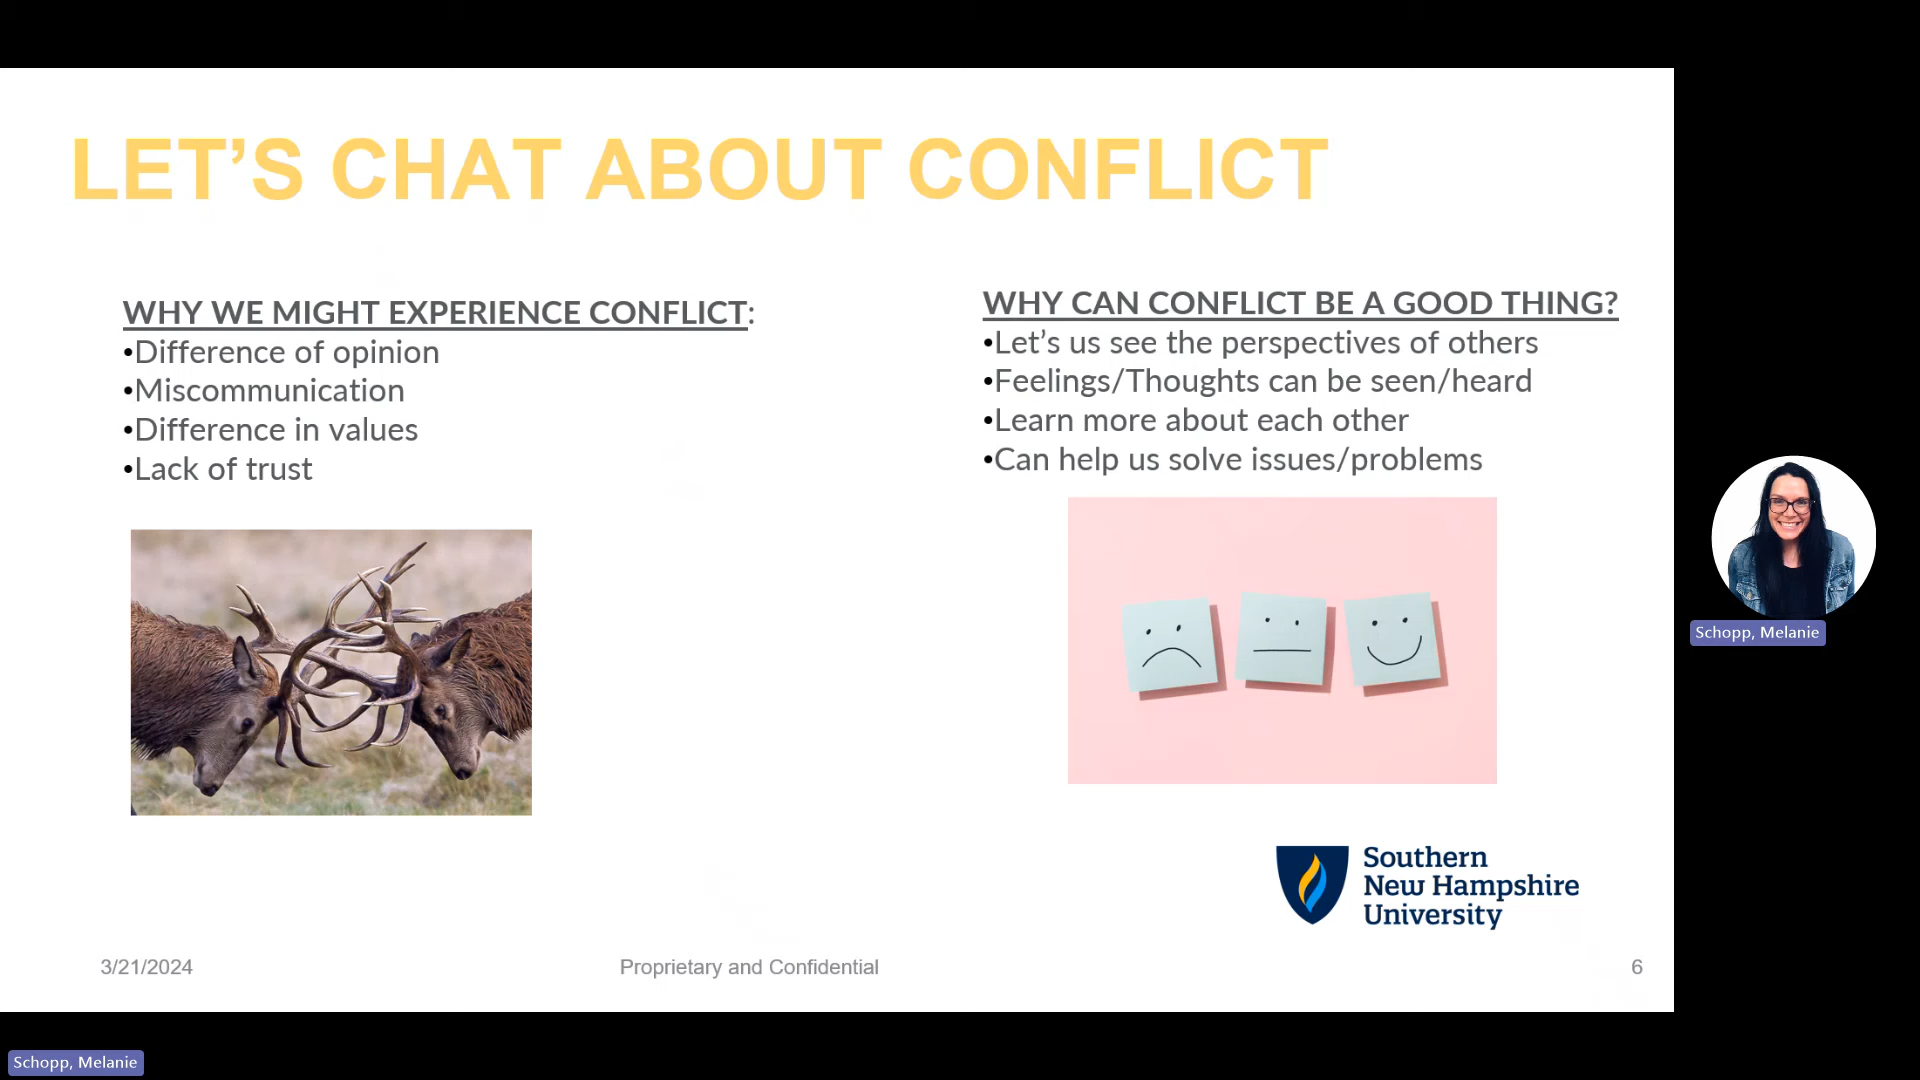 LET’S CHAT ABOUT CONFLICT
WHY WE MIGHT EXPERIENCE CONFLICT:
•Difference of opinion
•Miscommunication
•Difference in values
•Lack of trust
WHY CAN CONFLICT BE A GOOD THING?
•Let’s us see the perspectives of others
•Feelings/Thoughts can be seen/heard
•Learn more about each other
•Can help us solve issues/problems
Schopp, Melanie
Southern
New Hampshire
University
3/21/2024
Proprietary and Confidential
6
Schopp, Melanie